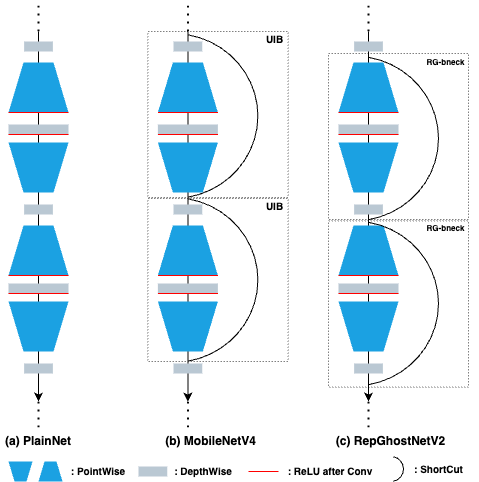 UIB
RG-bneck
UIB
RG-bneck
(a) PlainNet
(b) MobileNetV4
(c) RepGhostNetV2
: PointWise
: DepthWise
: ReLU after Conv
: ShortCut